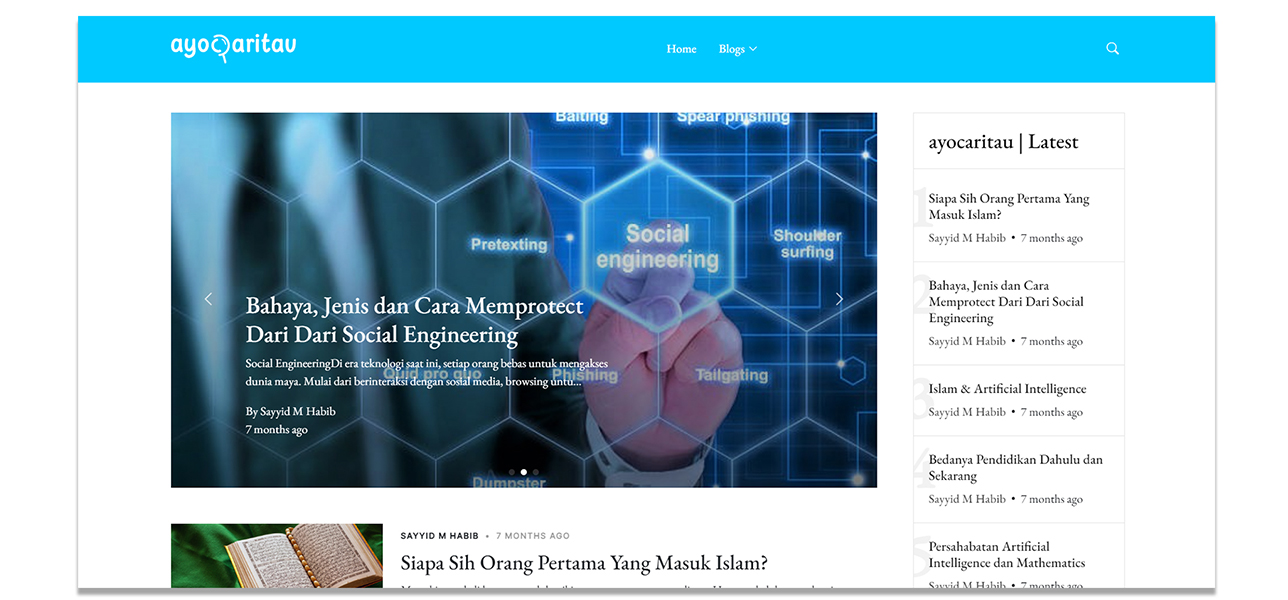 ayocaritau
Home
Blogs
Baiting
Spear phishing
Pretexting
Social
engineering
Shoulder
surfing
Bahaya, Jenis dan Cara Memprotect
Dari Dari Social Engineering
Social EngineeringDi era teknologi saat ini, setiap orang bebas untuk mengakses
dunia maya. Mulai dari berinteraksi dengan sosial media, browsing untu...
Quid pro quo
Phishing
Tailgating
By Sayyid M Habib
7 months ago
Dumpster
SAYYID M HABIB • 7 MONTHS AGO
Siapa Sih Orang Pertama Yang Masuk Islam?
ayocaritau | Latest
1
Siapa Sih Orang Pertama Yang
Masuk Islam?
Sayyid M Habib • 7 months ago
2
Bahaya, Jenis dan Cara
Memprotect Dari Dari Social
Engineering
Sayyid M Habib • 7 months ago
3
Islam & Artificial Intelligence
Sayyid M Habib • 7 months ago
4
Bedanya Pendidikan Dahulu dan
Sekarang
Sayyid M Habib • 7 months ago
5
Persahabatan Artificial
Intelligence dan Mathematics
Sayyid M Habib • 7 months ago